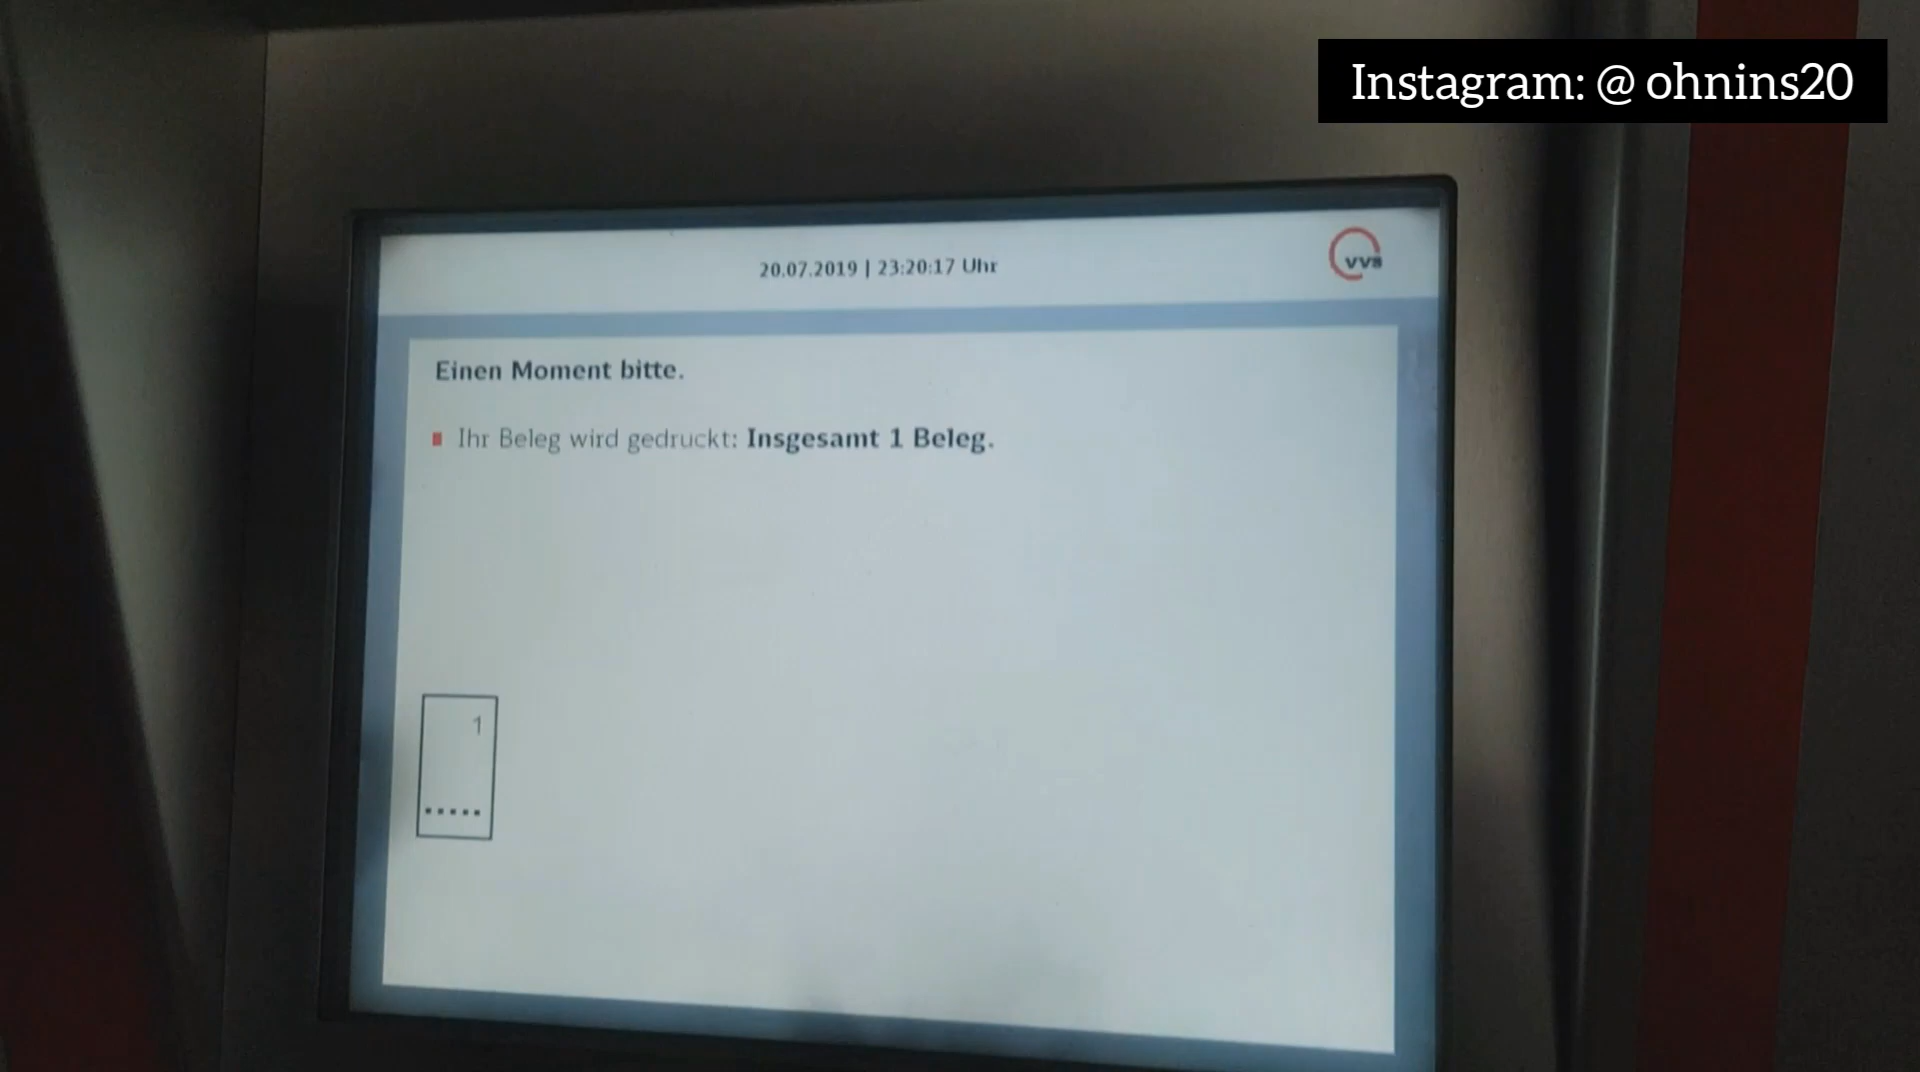 Instagram: @ ohnins20
20.07.2019 | 23:20:17 Uhr
VVS
Einen Moment bitte.
Ihr Beleg wird gedruckt: Insgesamt 1 Beleg.
1